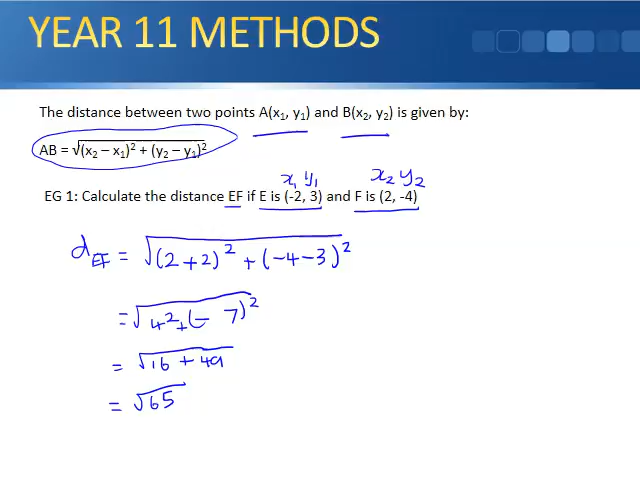 YEAR 11 METHODS
The distance between two points A(x₁, y₁) and B(x₂, y₂) is given by:
AB = √(x₂ – x₁)² + (y₂ – y₁)²
x₁ y₁ x₂ y₂
EG 1: Calculate the distance EF if E is (-2, 3) and F is (2, -4)
d_EF = √(2+2)² + (-4-3)²
= √4² + (- 7)²
= √16 + 49
= √65